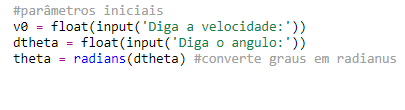 #parâmetros iniciais
v0 = float(input('Diga a velocidade:'))
dtheta = float(input('Diga o angulo:'))
theta = radians(dtheta) #converte graus em radianus